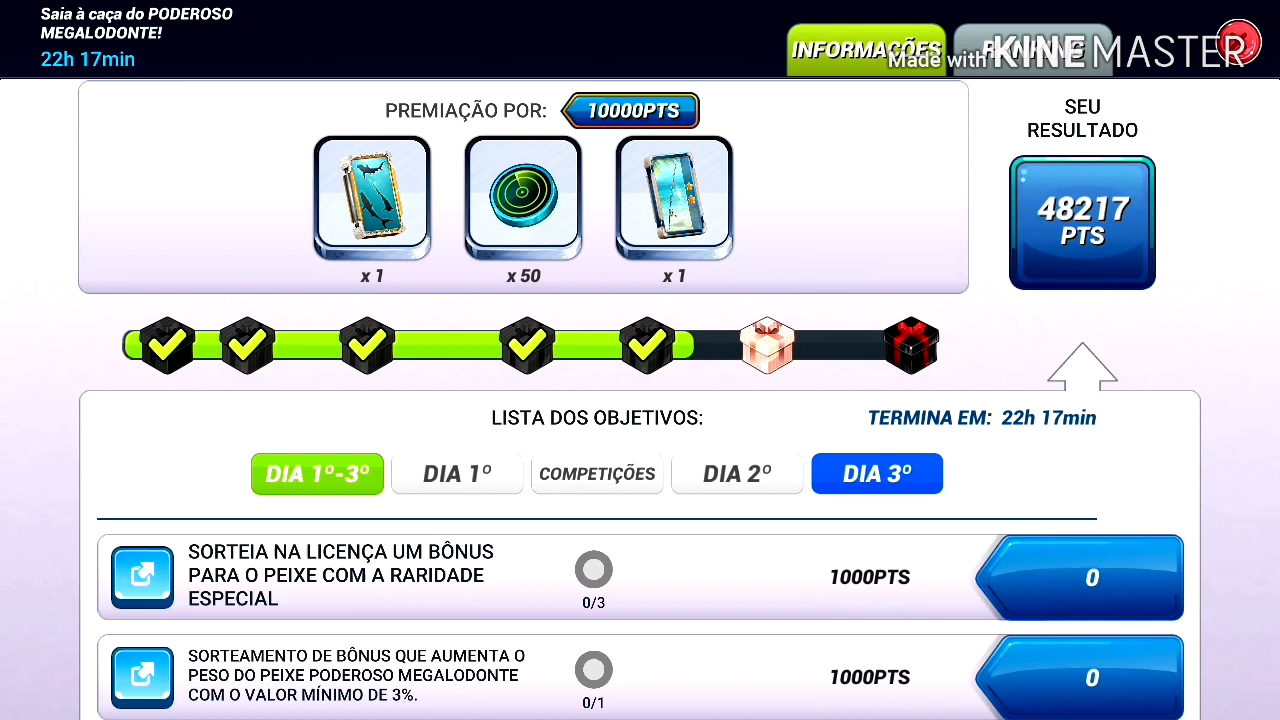 Saia à caça do PODEROSO
MEGALODONTE!
22h 17min
INFORMAÇÕES
RANKING
Made with KINEMASTER
PREMIAÇÃO POR:
10000PTS
x 1
x 50
x 1
SEU
RESULTADO
48217
PTS
LISTA DOS OBJETIVOS:
TERMINA EM: 22h 17min
DIA 1º-3º
DIA 1º
COMPETIÇÕES
DIA 2º
DIA 3º
SORTEIA NA LICENÇA UM BÔNUS
PARA O PEIXE COM A RARIDADE
ESPECIAL
0/3
1000PTS
0
SORTEAMENTO DE BÔNUS QUE AUMENTA O
PESO DO PEIXE PODEROSO MEGALODONTE
COM O VALOR MÍNIMO DE 3%.
0/1
1000PTS
0